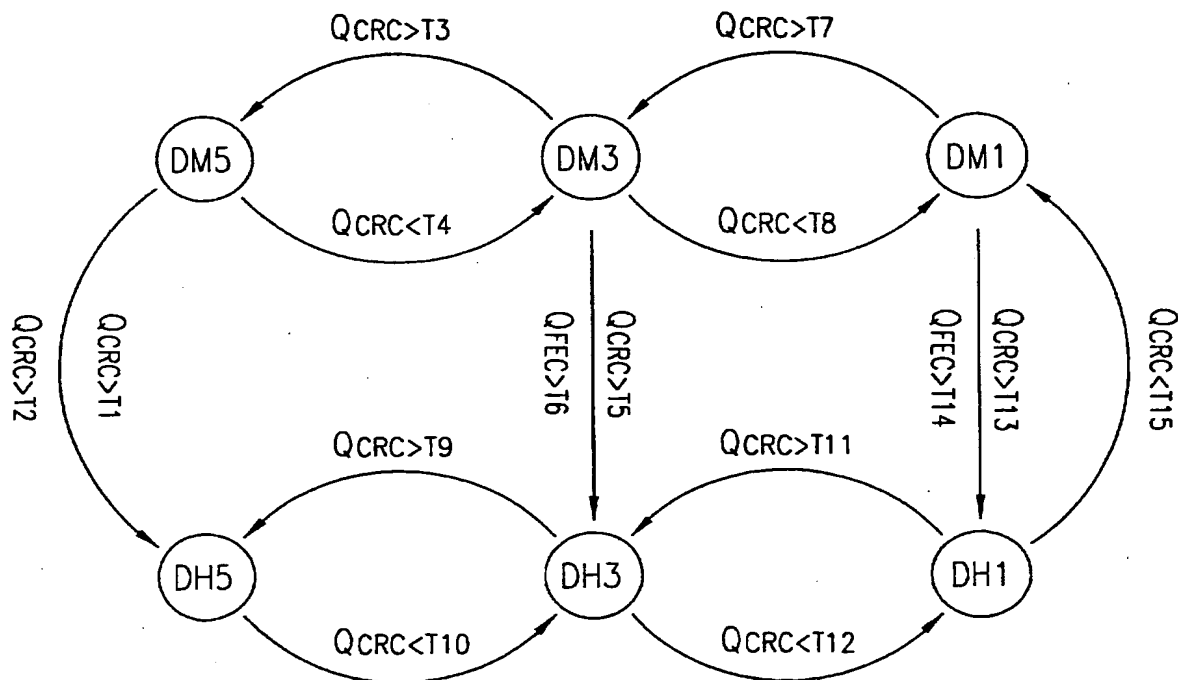 QCRC>T3
QCRC>T7
DM5
DM3
DM1
QCRC<T4
QCRC<T8
QCRC>T2
QCRC>T1
QFEC>T6
QCRC>T5
QFEC>T14
QCRC>T13
QCRC<T15
QCRC>T9
QCRC>T11
DH5
DH3
DH1
QCRC<T10
QCRC<T12